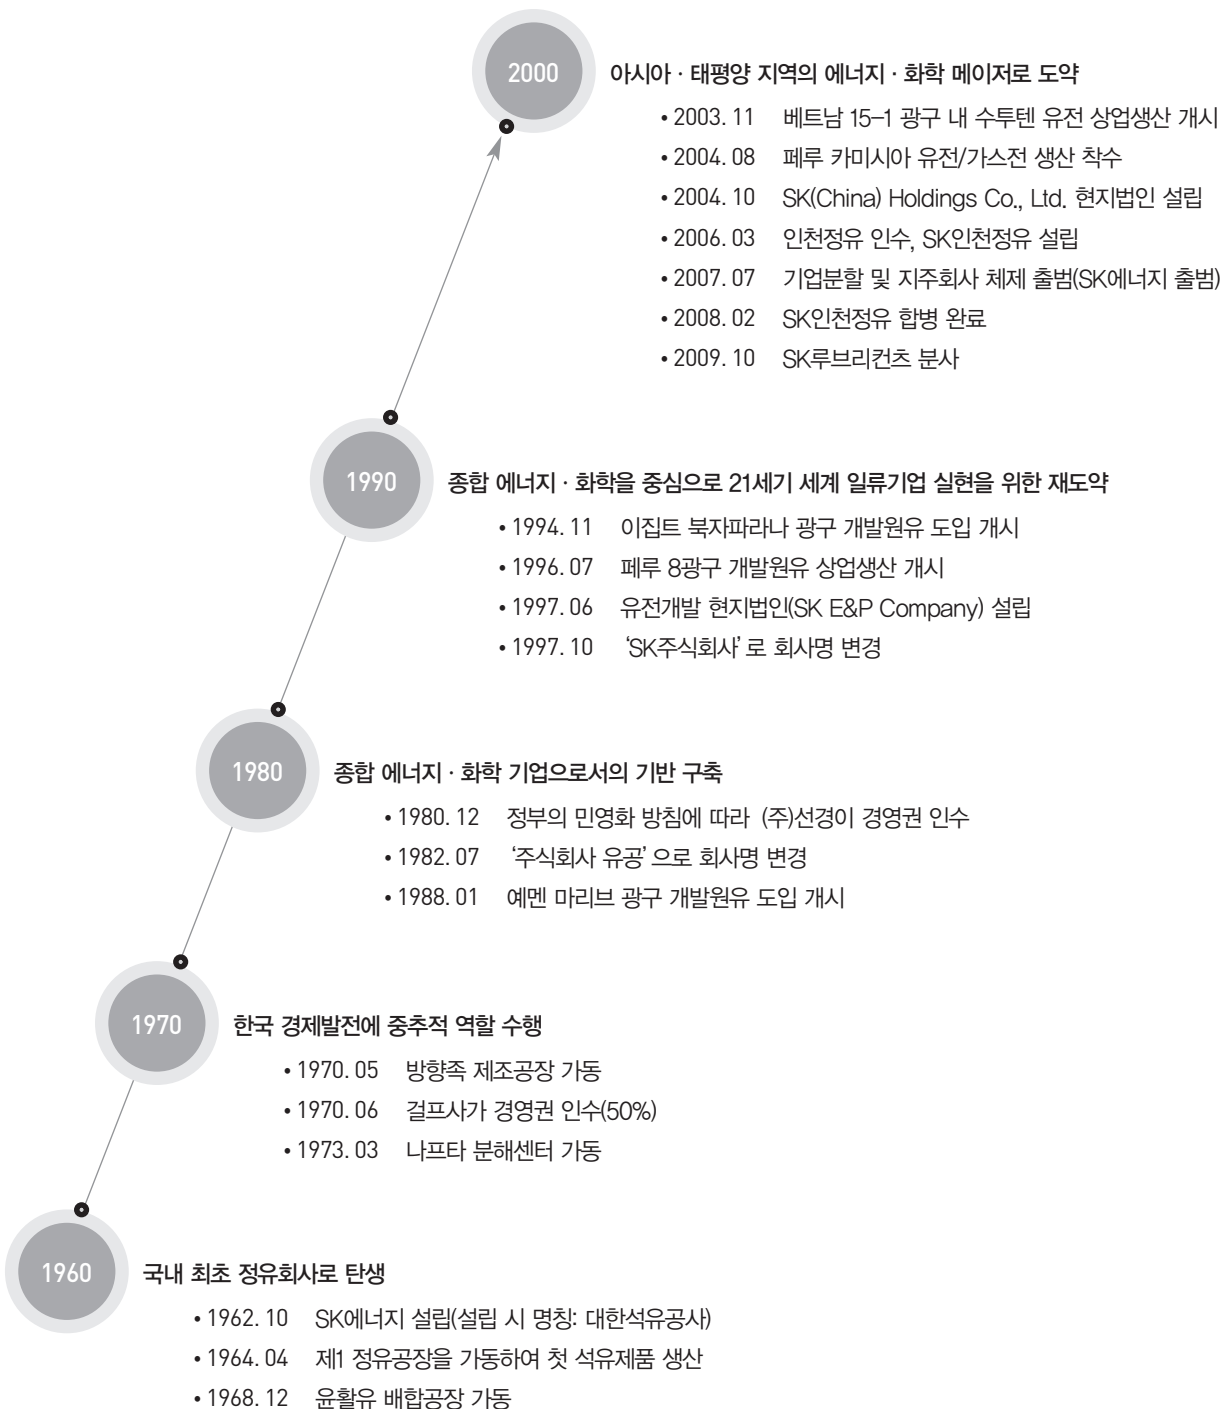 2000
아시아 · 태평양 지역의 에너지 · 화학 메이저로 도약
• 2003. 11 베트남 15-1 광구 내 수투텐 유전 상업생산 개시
• 2004. 08 페루 카미시아 유전/가스전 생산 착수
• 2004. 10 SK(China) Holdings Co., Ltd. 현지법인 설립
• 2006. 03 인천정유 인수, SK인천정유 설립
• 2007. 07 기업분할 및 지주회사 체제 출범(SK에너지 출범)
• 2008. 02 SK인천정유 합병 완료
• 2009. 10 SK루브리컨츠 분사
1990
종합 에너지 · 화학을 중심으로 21세기 세계 일류기업 실현을 위한 재도약
• 1994. 11 이집트 북자파라나 광구 개발원유 도입 개시
• 1996. 07 페루 8광구 개발원유 상업생산 개시
• 1997. 06 유전개발 현지법인(SK E&P Company) 설립
• 1997. 10 ‘SK주식회사’로 회사명 변경
1980
종합 에너지 · 화학 기업으로서의 기반 구축
• 1980. 12 정부의 민영화 방침에 따라 (주)선경이 경영권 인수
• 1982. 07 ‘주식회사 유공’으로 회사명 변경
• 1988. 01 예멘 마리브 광구 개발원유 도입 개시
1970
한국 경제발전에 중추적 역할 수행
• 1970. 05 방향족 제조공장 가동
• 1970. 06 걸프사가 경영권 인수(50%)
• 1973. 03 나프타 분해센터 가동
1960
국내 최초 정유회사로 탄생
• 1962. 10 SK에너지 설립(설립 시 명칭: 대한석유공사)
• 1964. 04 제1 정유공장을 가동하여 첫 석유제품 생산
• 1968. 12 윤활유 배합공장 가동